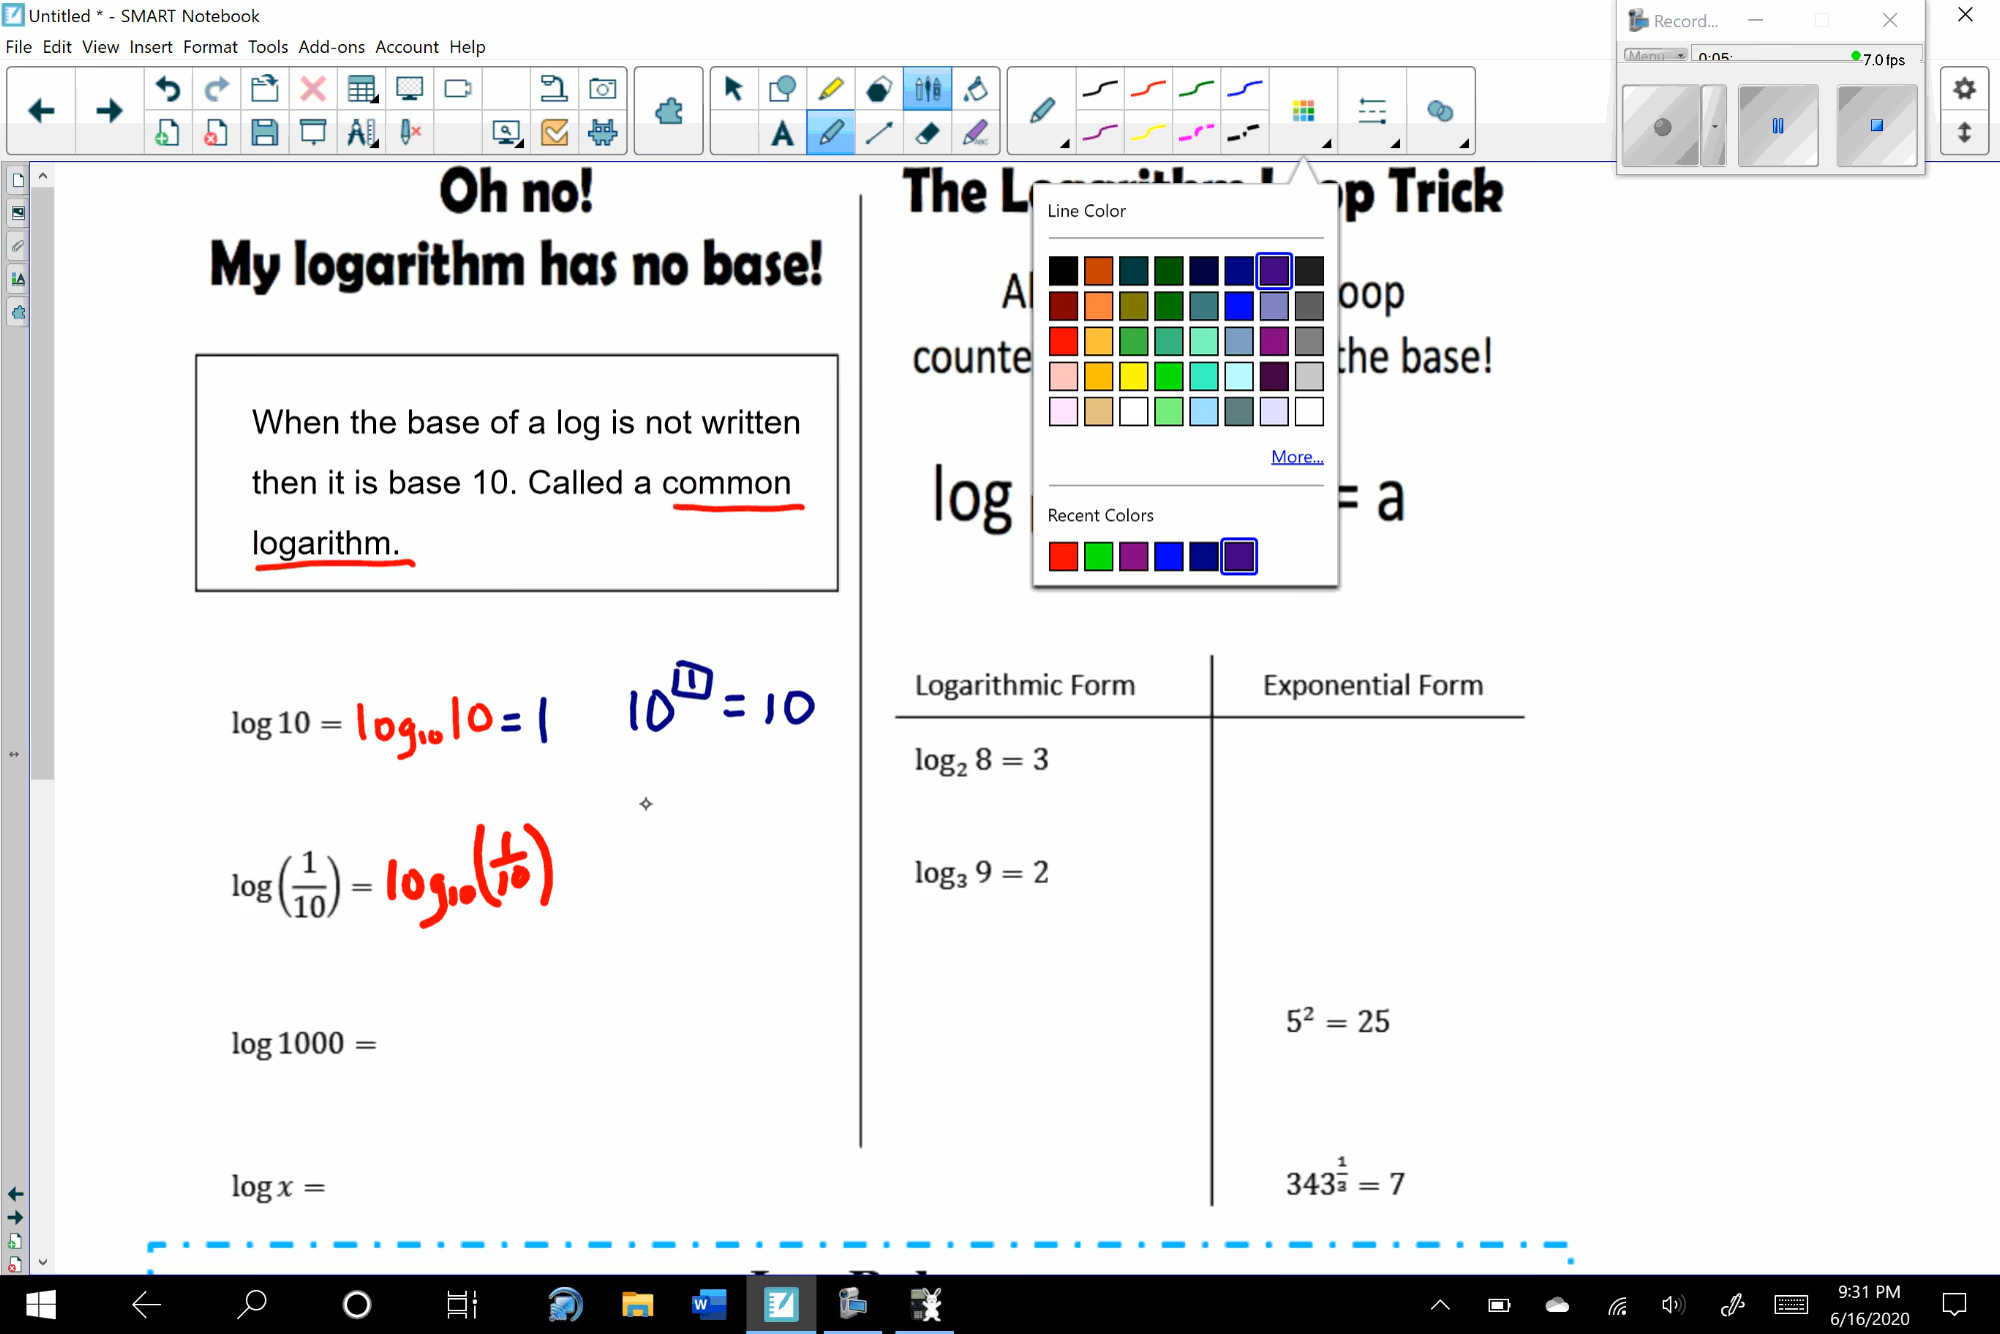 Untitled * - SMART Notebook
File Edit View Insert Format Tools Add-ons Account Help
Record...
Menu
0:05:
7.0 fps
Oh no!
My logarithm has no base!
When the base of a log is not written
then it is base 10. Called a common
logarithm.
log 10 = log₁₀ 10 = 1 10^1 = 10
log(1/10) = log₁₀(1/10)
log 1000 =
log x =
The L op Trick
Al oop
counte the base!
log = a
Line Color
More...
Recent Colors
Logarithmic Form Exponential Form
log₂ 8 = 3
log₃ 9 = 2
5² = 25
343^(1/3) = 7
9:31 PM
6/16/2020